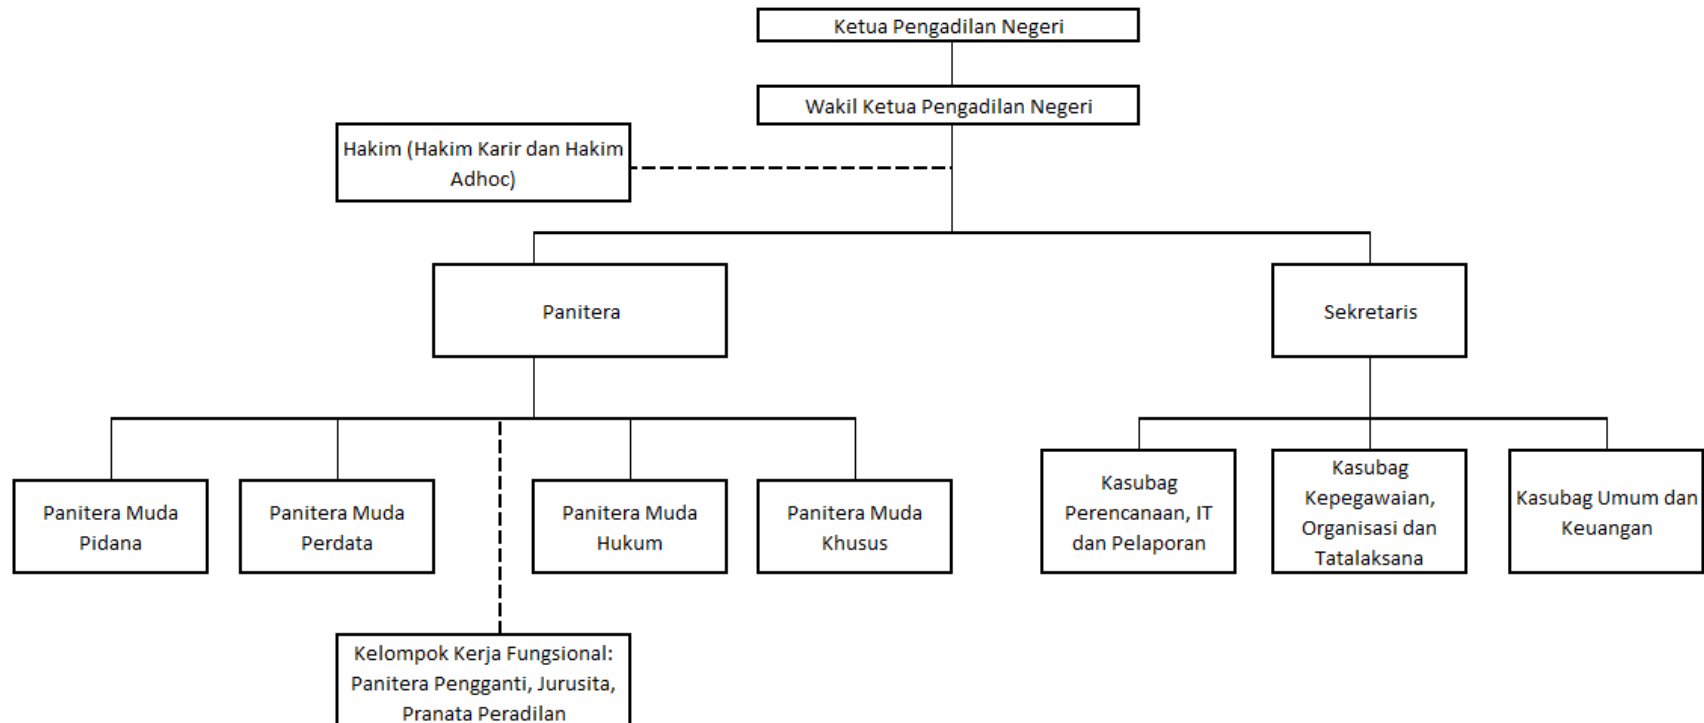 Ketua Pengadilan Negeri
Wakil Ketua Pengadilan Negeri
Hakim (Hakim Karir dan Hakim
Adhoc)
Panitera
Sekretaris
Panitera Muda
Pidana
Panitera Muda
Perdata
Panitera Muda
Hukum
Panitera Muda
Khusus
Kasubag
Perencanaan, IT
dan Pelaporan
Kasubag
Kepegawaian,
Organisasi dan
Tatalaksana
Kasubag Umum dan
Keuangan
Kelompok Kerja Fungsional:
Panitera Pengganti, Jurusita,
Pranata Peradilan